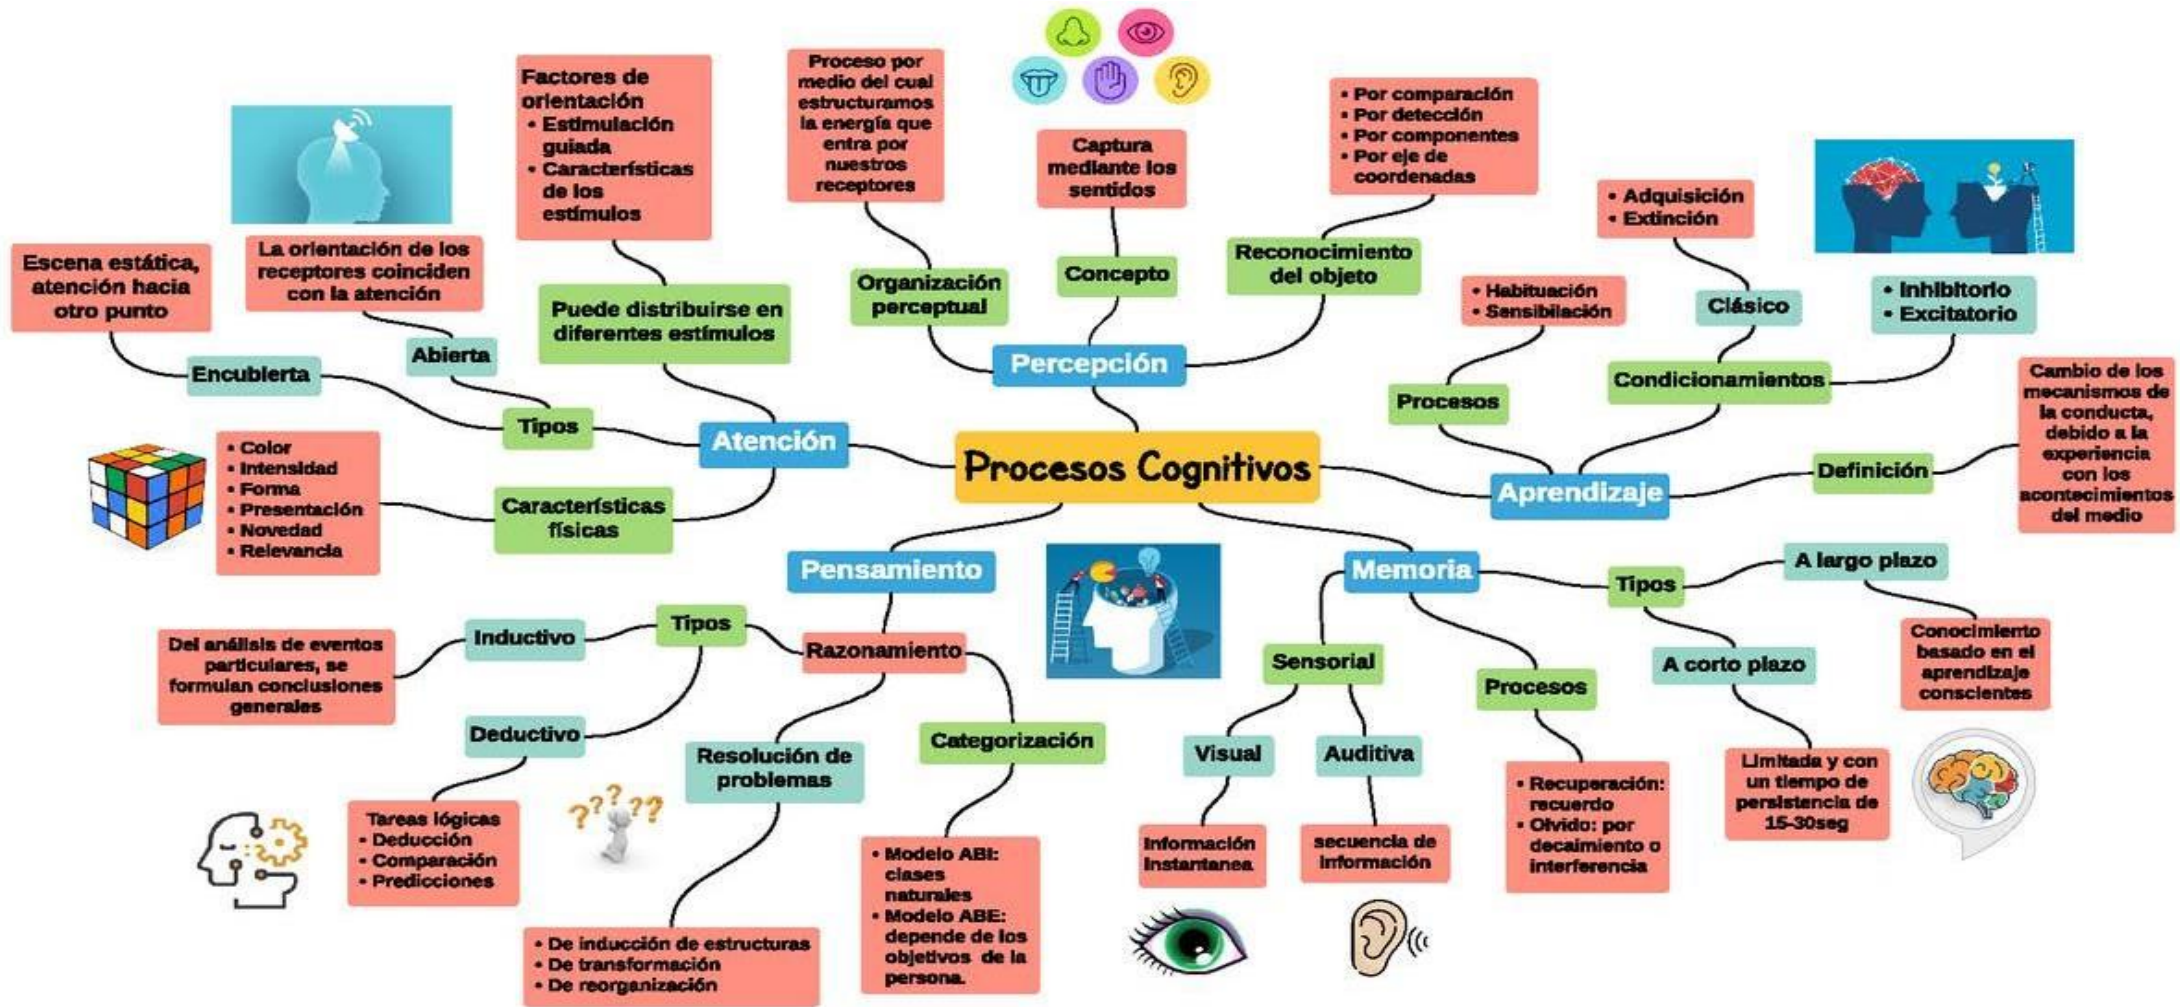 Procesos Cognitivos
Percepción
Organización
perceptual
Proceso por
medio del cual
estructuramos
la energía que
entra por
nuestros
receptores
Concepto
Captura
mediante los
sentidos
Reconocimiento
del objeto
• Por comparación
• Por detección
• Por componentes
• Por eje de
coordenadas
Atención
Puede distribuirse en
diferentes estímulos
Factores de
orientación
• Estimulación
guiada
• Características
de los
estímulos
Tipos
Abierta
La orientación de los
receptores coinciden
con la atención
Encubierta
Escena estática,
atención hacia
otro punto
Características
físicas
• Color
• Intensidad
• Forma
• Presentación
• Novedad
• Relevancia
Aprendizaje
Procesos
• Habituación
• Sensibilación
Condicionamientos
Clásico
• Adquisición
• Extinción
• Inhibitorio
• Excitatorio
Definición
Cambio de los
mecanismos de
la conducta,
debido a la
experiencia
con los
acontecimientos
del medio
Pensamiento
Razonamiento
Tipos
Inductivo
Del análisis de eventos
particulares, se
formulan conclusiones
generales
Deductivo
Tareas lógicas
• Deducción
• Comparación
• Predicciones
Resolución de
problemas
• De inducción de estructuras
• De transformación
• De reorganización
Categorización
• Modelo ABI:
clases
naturales
• Modelo ABE:
depende de los
objetivos de la
persona.
Memoria
Sensorial
Visual
Información
Instantanea
Auditiva
secuencia de
información
Procesos
• Recuperación:
recuerdo
• Olvido: por
decaimiento o
interferencia
Tipos
A largo plazo
Conocimiento
basado en el
aprendizaje
conscientes
A corto plazo
Limitada y con
un tiempo de
persistencia de
15-30seg